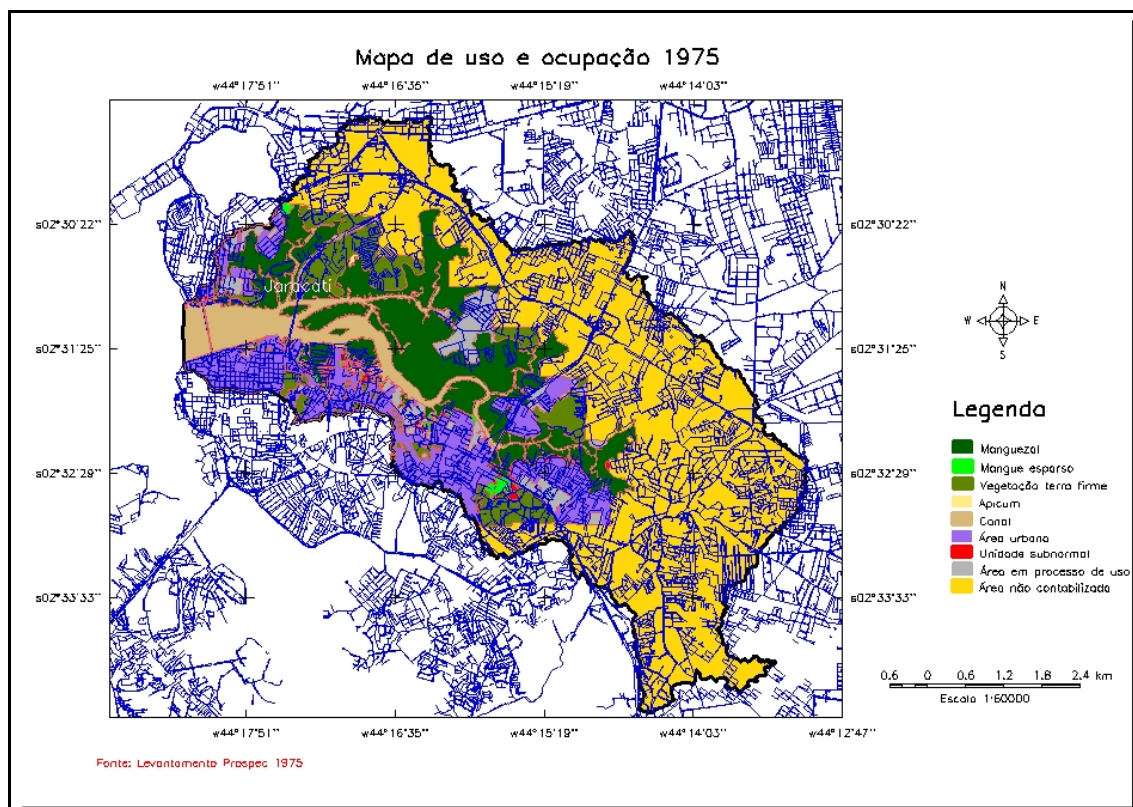 Mapa de uso e ocupação 1975
w44°17'51'' w44°16'35'' w44°15'19'' w44°14'03''
s02°30'22'' s02°30'22''
Jaracati
N
W E
S
s02°31'25'' s02°31'25''
Legenda
Manguezal
Mangue esparso
s02°32'29'' s02°32'29''
Vegetação terra firme
Apicum
Canal
Área urbana
Unidade subnormal
Área em processo de uso
Área não contabilizada
s02°33'33'' s02°33'33''
0.6 0 0.6 1.2 1.8 2.4 km
Escala 1:60000
w44°17'51'' w44°16'35'' w44°15'19'' w44°14'03'' w44°12'47''
Fonte: Levantamento Prospec 1975